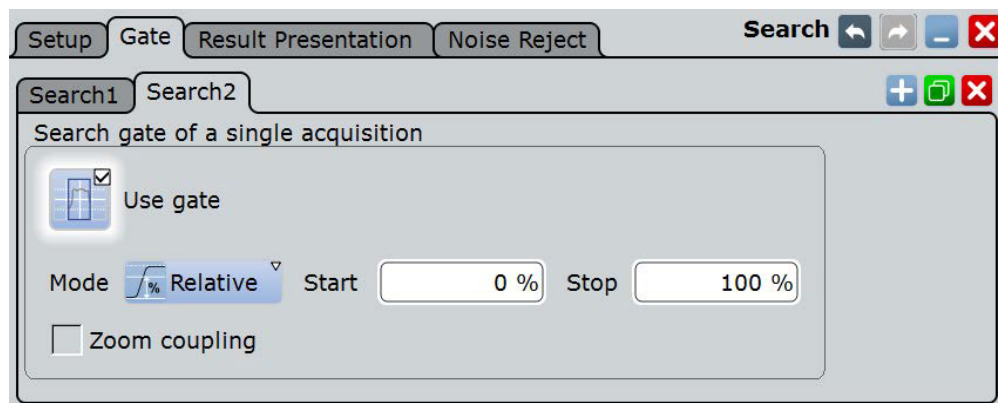 Setup Gate Result Presentation Noise Reject Search
Search1 Search2
Search gate of a single acquisition
Use gate
Mode % Relative Start 0 % Stop 100 %
Zoom coupling